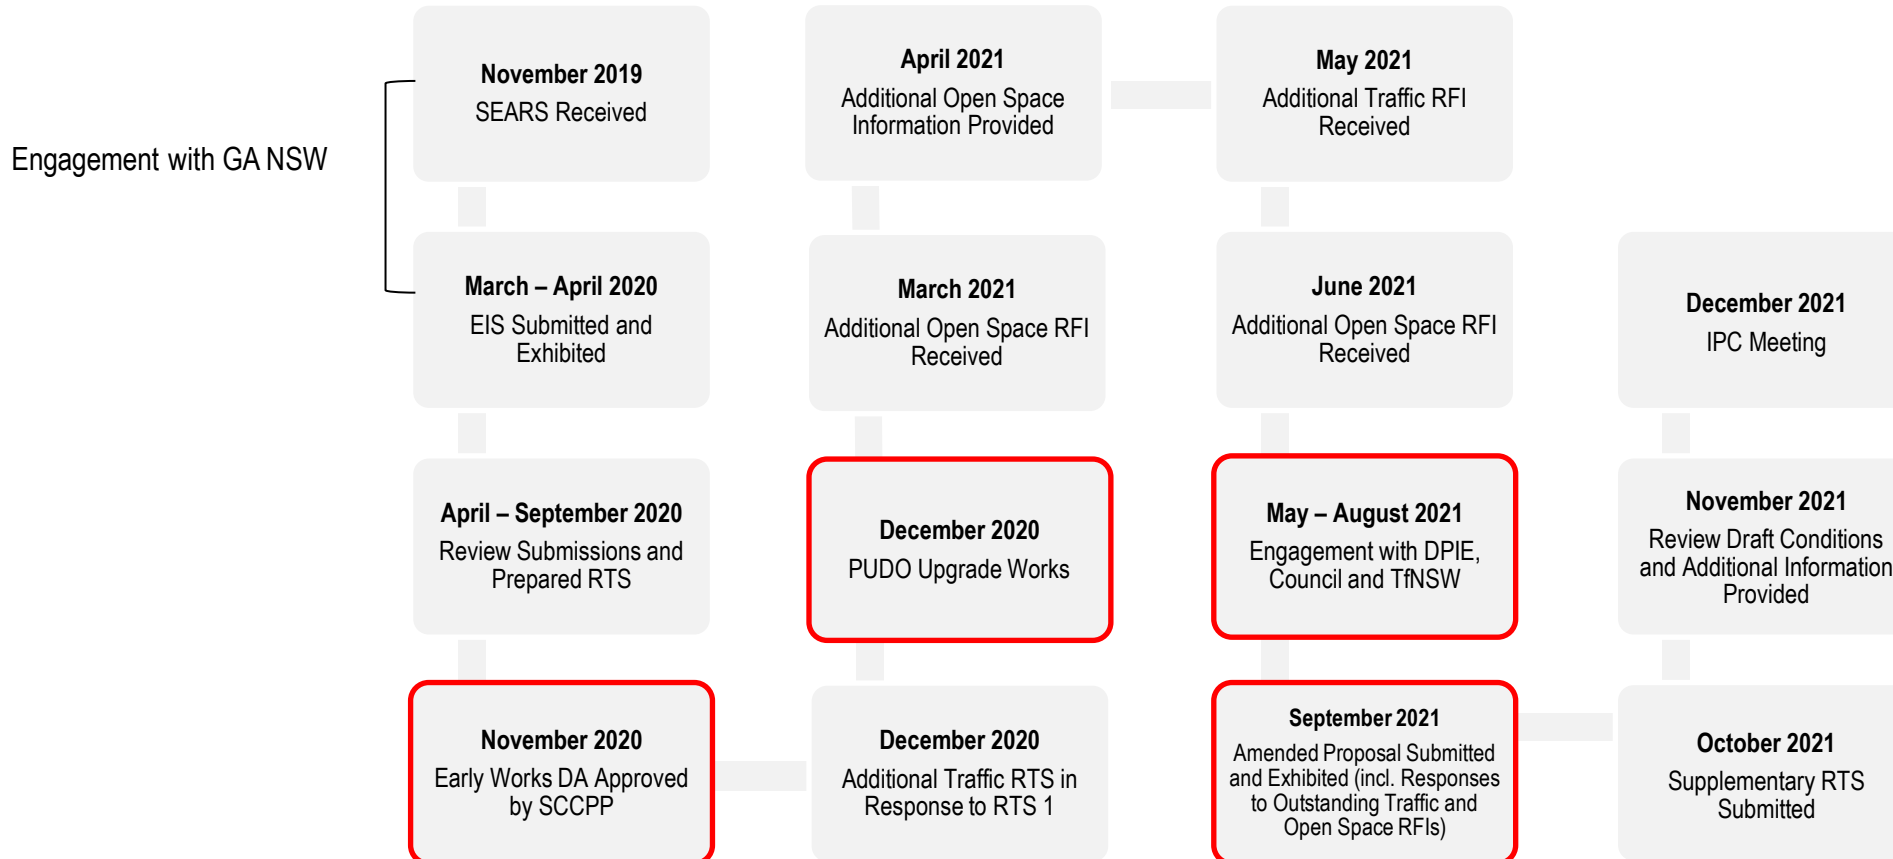 Engagement with GA NSW
November 2019
SEARS Received
March – April 2020
EIS Submitted and
Exhibited
April – September 2020
Review Submissions and
Prepared RTS
November 2020
Early Works DA Approved
by SCCPP
December 2020
Additional Traffic RTS in
Response to RTS 1
December 2020
PUDO Upgrade Works
March 2021
Additional Open Space RFI
Received
April 2021
Additional Open Space
Information Provided
May 2021
Additional Traffic RFI
Received
June 2021
Additional Open Space RFI
Received
May – August 2021
Engagement with DPIE,
Council and TfNSW
September 2021
Amended Proposal Submitted
and Exhibited (incl. Responses
to Outstanding Traffic and
Open Space RFIs)
October 2021
Supplementary RTS
Submitted
November 2021
Review Draft Conditions
and Additional Information
Provided
December 2021
IPC Meeting